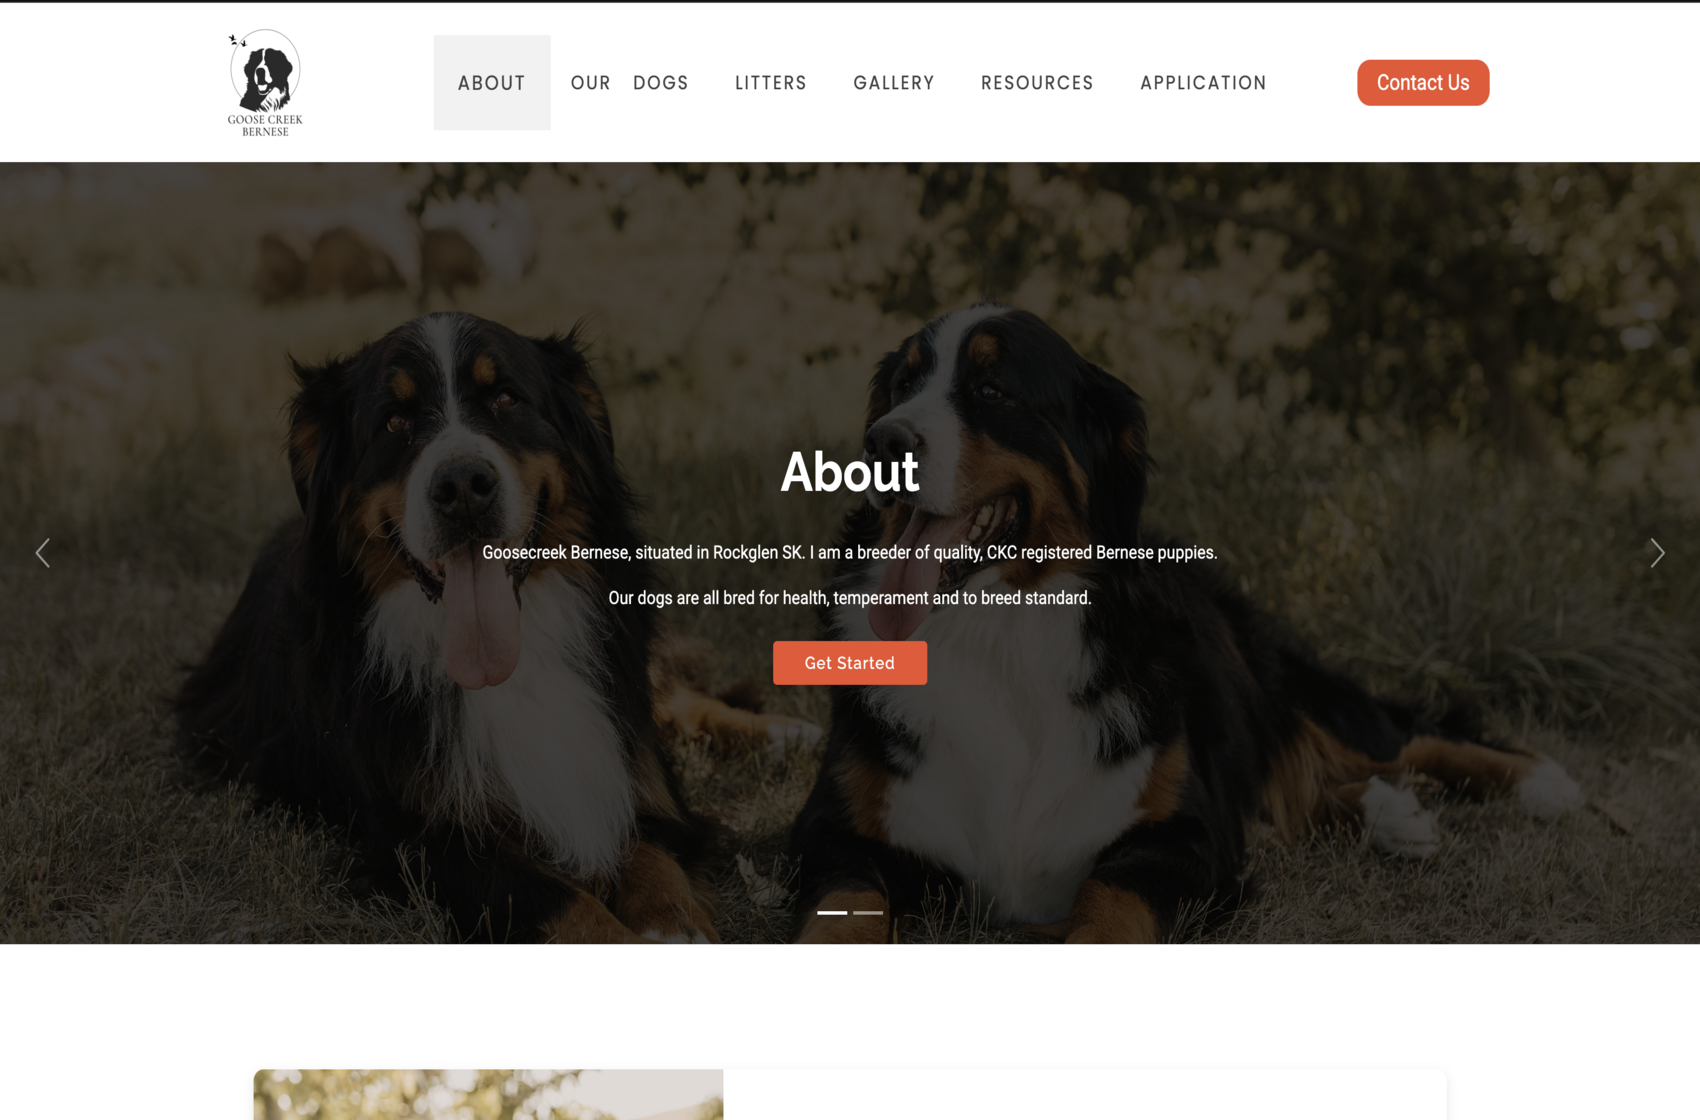 GOOSE CREEK
BERNESE
ABOUT
OUR DOGS
LITTERS
GALLERY
RESOURCES
APPLICATION
Contact Us
About
Goosecreek Bernese, situated in Rockglen SK. I am a breeder of quality, CKC registered Bernese puppies.
Our dogs are all bred for health, temperament and to breed standard.
Get Started